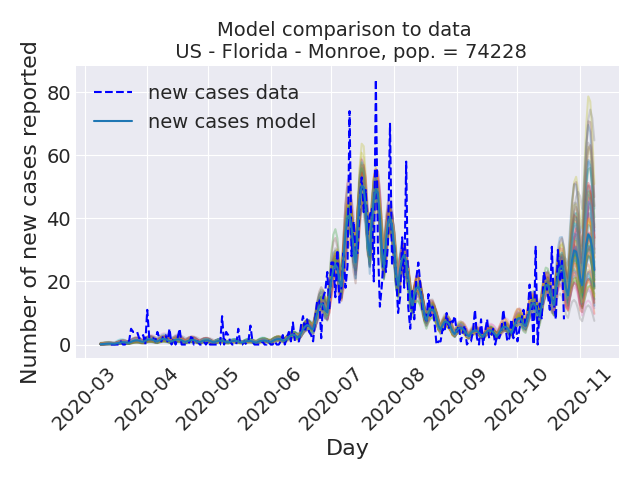 Model comparison to data
US - Florida - Monroe, pop. = 74228
Number of new cases reported
80
60
40
20
0
new cases data
new cases model
2020-03
2020-04
2020-05
2020-06
2020-07
2020-08
2020-09
2020-10
2020-11
Day